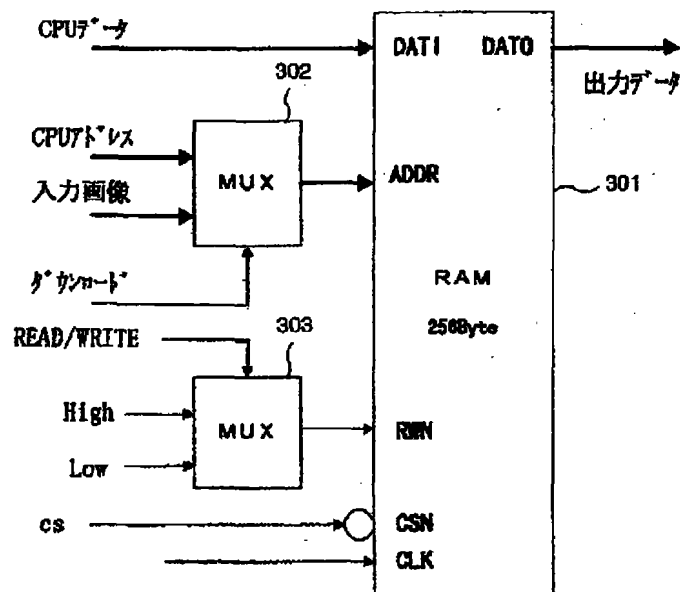 CPUデータ
DATI DATO
302
出力データ
CPUアドレス
MUX
ADDR
301
入力画像
RAM
ダウンロード
256Byte
READ/WRITE
303
High
MUX
RWN
Low
cs
CSN
CLK